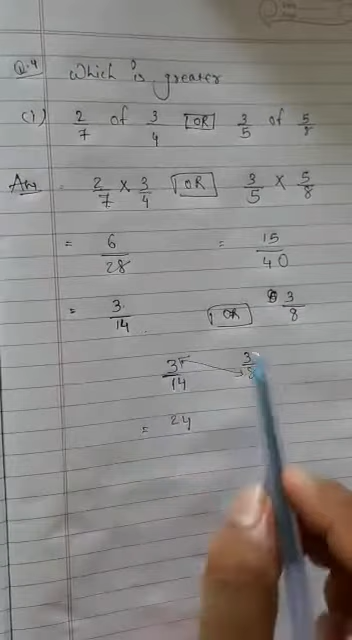 Q.4 Which is greater
(1) 2/7 of 3/4 OR 3/5 of 5/8
Ans. 2/7 × 3/4 OR 3/5 × 5/8
= 6/28 = 15/40
= 3/14 OR 3/8
3/14 3/8
= 24